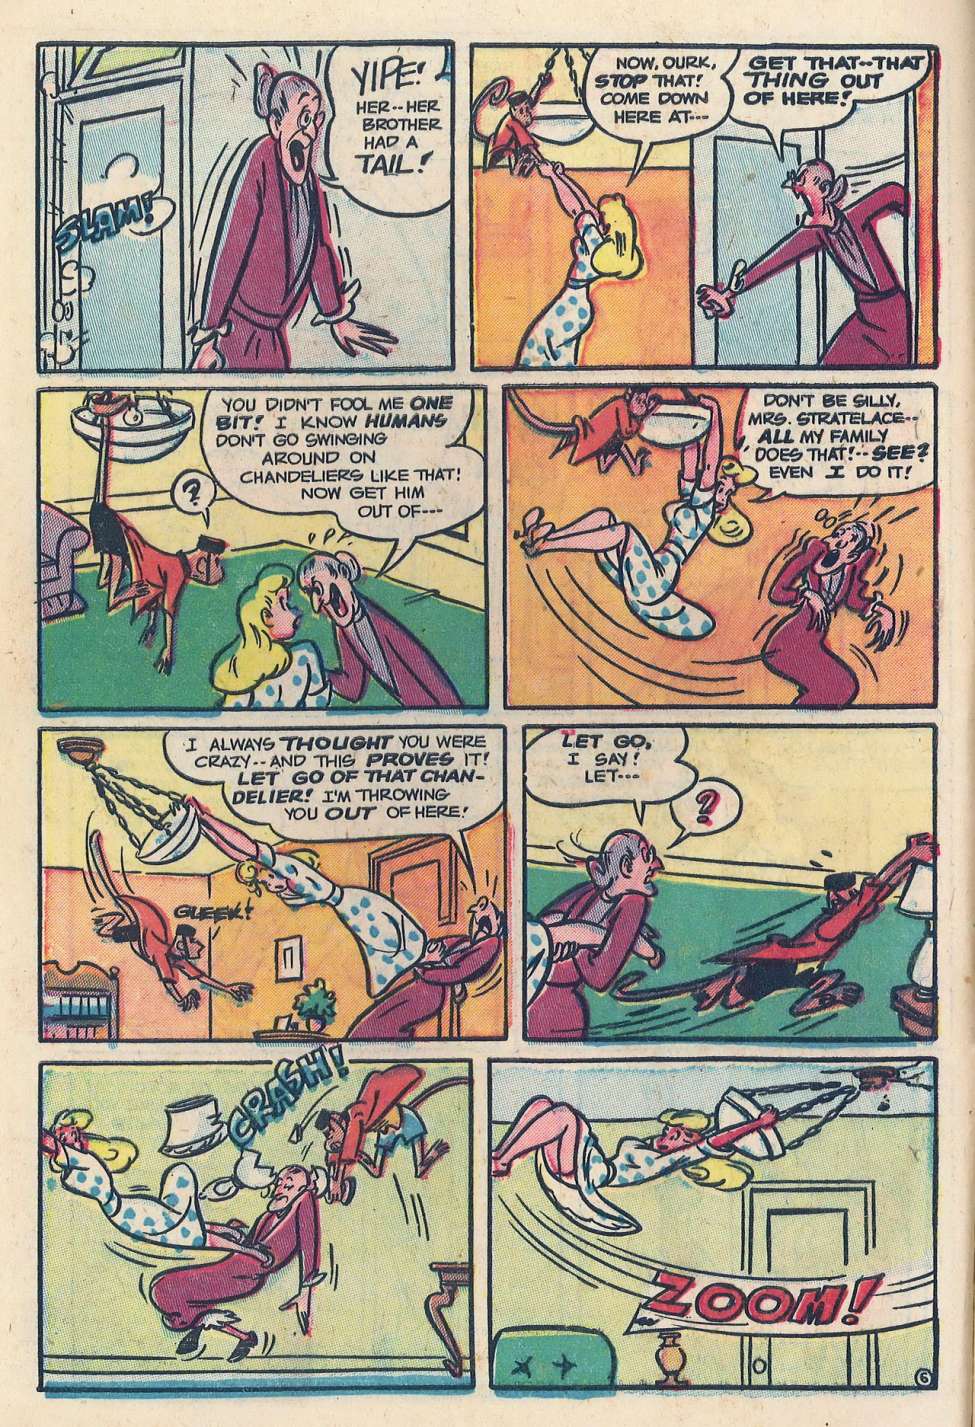 YIPE!
HER--HER
BROTHER
HAD A
TAIL!
SLAM!
NOW, OURK,
STOP THAT!
COME DOWN
HERE AT---
GET THAT--THAT
THING OUT
OF HERE!
YOU DIDN'T FOOL ME ONE
BIT! I KNOW HUMANS
DON'T GO SWINGING
AROUND ON
CHANDELIERS LIKE THAT!
NOW GET HIM
OUT OF---
?
DON'T BE SILLY,
MRS. STRATELACE--
ALL MY FAMILY
DOES THAT!--SEE?
EVEN I DO IT!
I ALWAYS THOUGHT YOU WERE
CRAZY--AND THIS PROVES IT!
LET GO OF THAT CHAN-
DELIER! I'M THROWING
YOU OUT OF HERE!
GLEEK!
LET GO,
I SAY!
LET---
?
CRASH!
ZOOM!
6